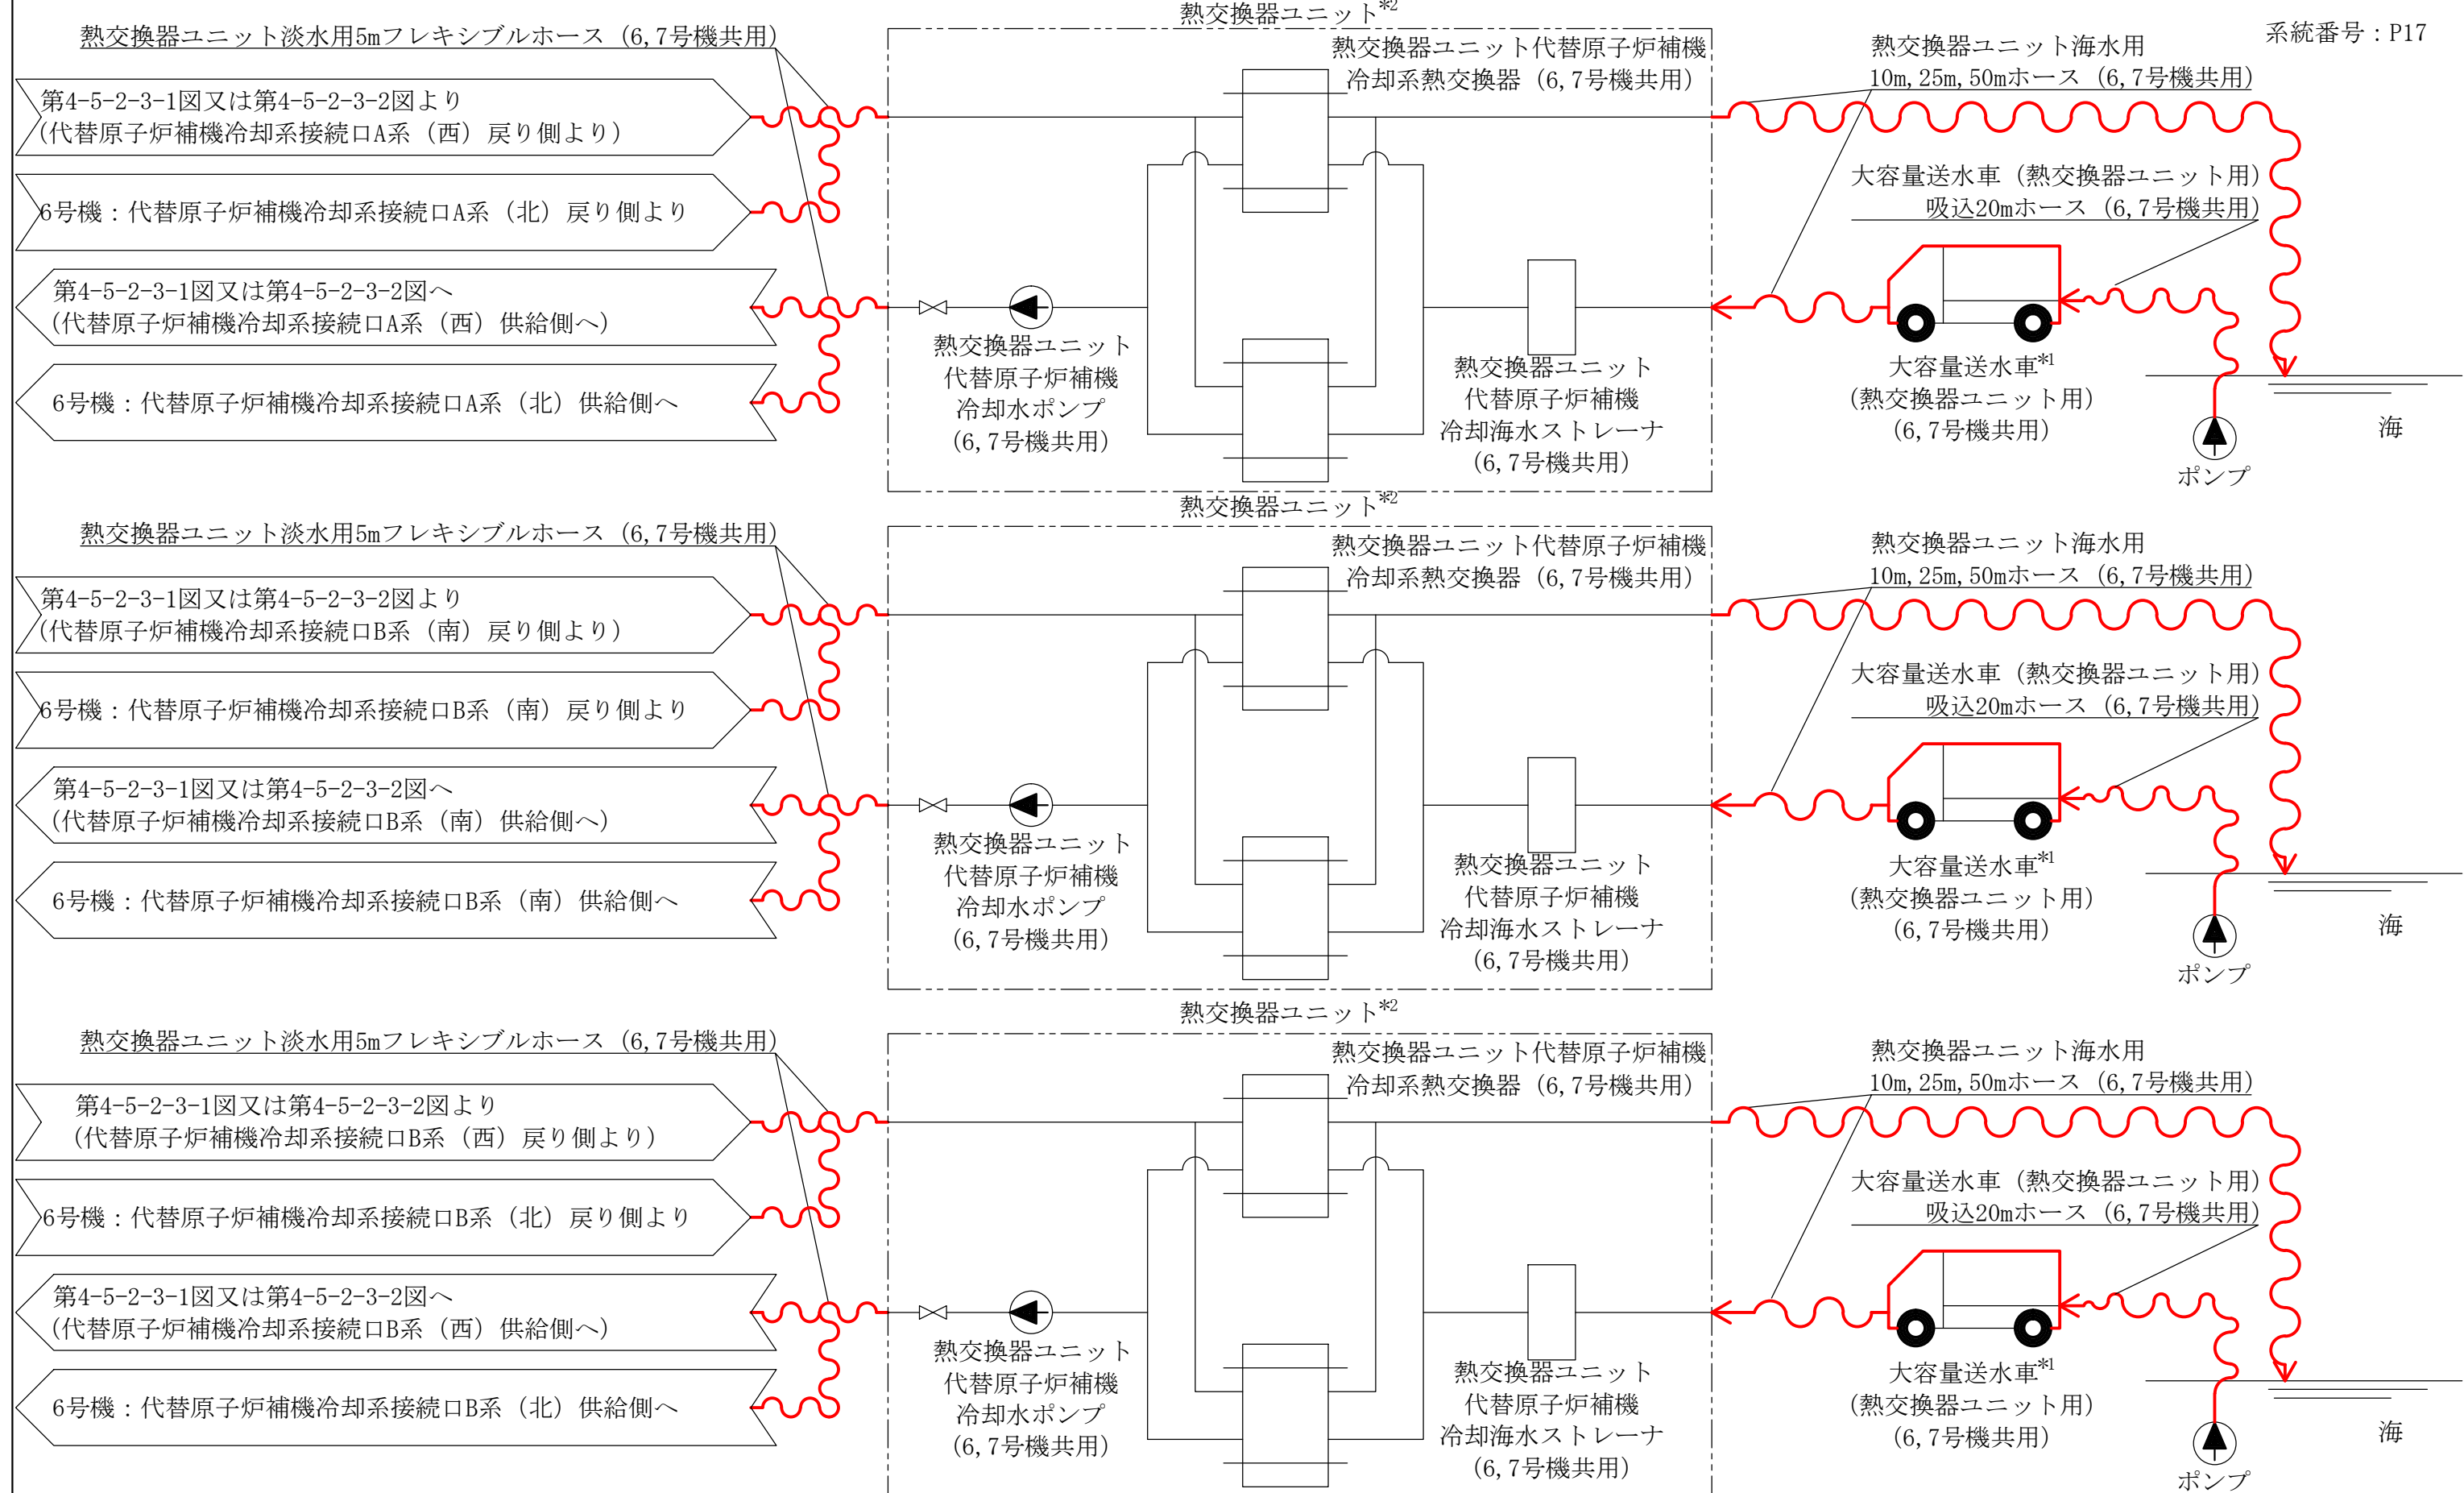 系統番号：P17
熱交換器ユニット*2
熱交換器ユニット淡水用5mフレキシブルホース（6,7号機共用）
第4-5-2-3-1図又は第4-5-2-3-2図より
（代替原子炉補機冷却系接続口A系（西）戻り側より）
6号機：代替原子炉補機冷却系接続口A系（北）戻り側より
第4-5-2-3-1図又は第4-5-2-3-2図へ
（代替原子炉補機冷却系接続口A系（西）供給側へ）
6号機：代替原子炉補機冷却系接続口A系（北）供給側へ
熱交換器ユニット代替原子炉補機
冷却系熱交換器（6,7号機共用）
熱交換器ユニット
代替原子炉補機
冷却水ポンプ
（6,7号機共用）
熱交換器ユニット
代替原子炉補機
冷却海水ストレーナ
（6,7号機共用）
熱交換器ユニット海水用
10m,25m,50mホース（6,7号機共用）
大容量送水車（熱交換器ユニット用）
吸込20mホース（6,7号機共用）
大容量送水車*1
（熱交換器ユニット用）
（6,7号機共用）
海
ポンプ
熱交換器ユニット*2
熱交換器ユニット淡水用5mフレキシブルホース（6,7号機共用）
第4-5-2-3-1図又は第4-5-2-3-2図より
（代替原子炉補機冷却系接続口B系（南）戻り側より）
6号機：代替原子炉補機冷却系接続口B系（南）戻り側より
第4-5-2-3-1図又は第4-5-2-3-2図へ
（代替原子炉補機冷却系接続口B系（南）供給側へ）
6号機：代替原子炉補機冷却系接続口B系（南）供給側へ
熱交換器ユニット代替原子炉補機
冷却系熱交換器（6,7号機共用）
熱交換器ユニット
代替原子炉補機
冷却水ポンプ
（6,7号機共用）
熱交換器ユニット
代替原子炉補機
冷却海水ストレーナ
（6,7号機共用）
熱交換器ユニット海水用
10m,25m,50mホース（6,7号機共用）
大容量送水車（熱交換器ユニット用）
吸込20mホース（6,7号機共用）
大容量送水車*1
（熱交換器ユニット用）
（6,7号機共用）
海
ポンプ
熱交換器ユニット*2
熱交換器ユニット淡水用5mフレキシブルホース（6,7号機共用）
第4-5-2-3-1図又は第4-5-2-3-2図より
（代替原子炉補機冷却系接続口B系（西）戻り側より）
6号機：代替原子炉補機冷却系接続口B系（北）戻り側より
第4-5-2-3-1図又は第4-5-2-3-2図へ
（代替原子炉補機冷却系接続口B系（西）供給側へ）
6号機：代替原子炉補機冷却系接続口B系（北）供給側へ
熱交換器ユニット代替原子炉補機
冷却系熱交換器（6,7号機共用）
熱交換器ユニット
代替原子炉補機
冷却水ポンプ
（6,7号機共用）
熱交換器ユニット
代替原子炉補機
冷却海水ストレーナ
（6,7号機共用）
熱交換器ユニット海水用
10m,25m,50mホース（6,7号機共用）
大容量送水車（熱交換器ユニット用）
吸込20mホース（6,7号機共用）
大容量送水車*1
（熱交換器ユニット用）
（6,7号機共用）
海
ポンプ